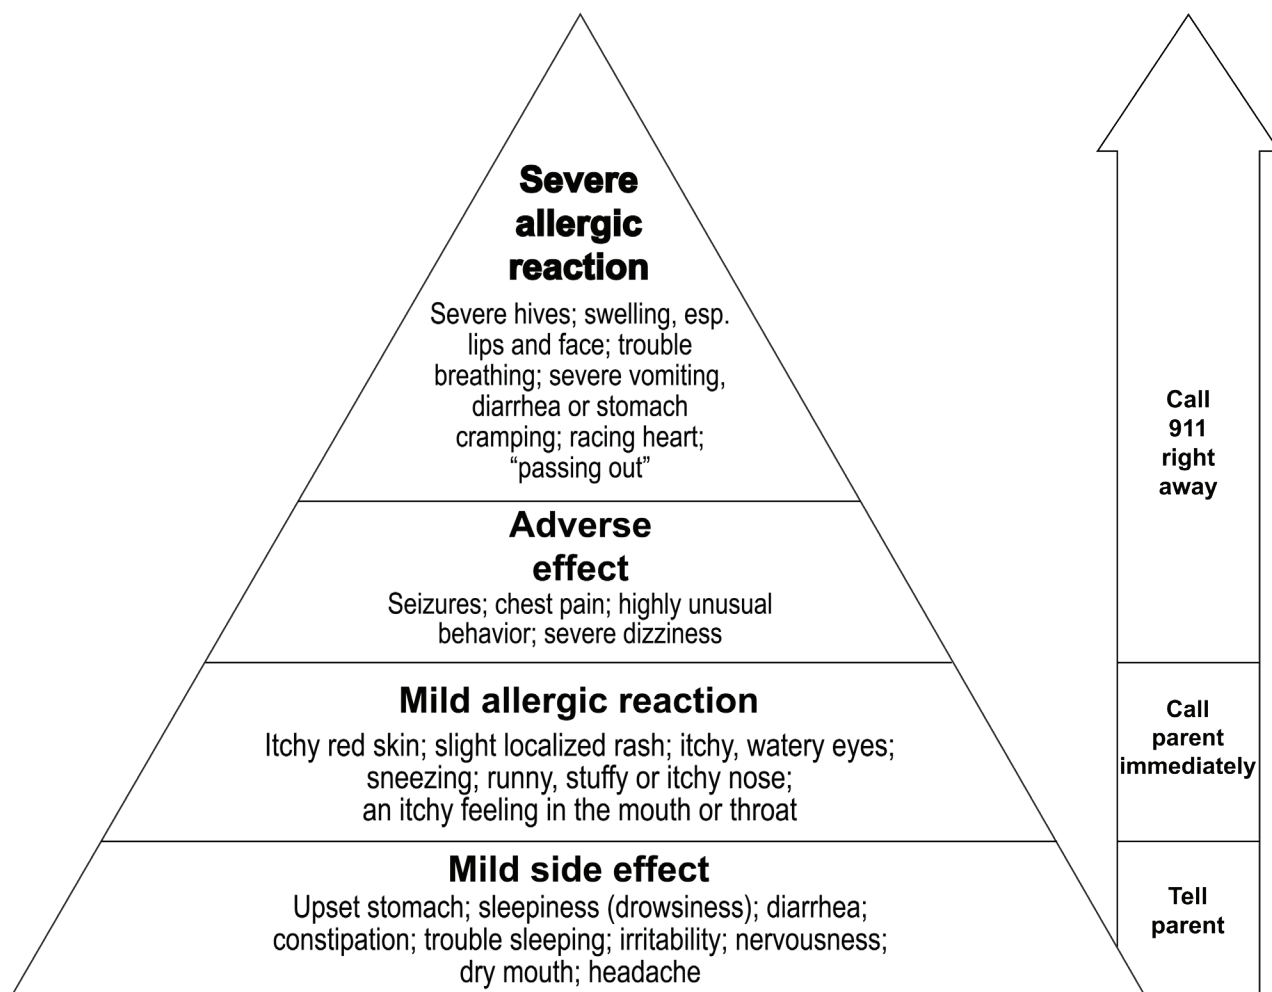 Severe
allergic
reaction
Severe hives; swelling, esp.
lips and face; trouble
breathing; severe vomiting,
diarrhea or stomach
cramping; racing heart;
“passing out”
Call
911
right
away
Adverse
effect
Seizures; chest pain; highly unusual
behavior; severe dizziness
Mild allergic reaction
Itchy red skin; slight localized rash; itchy, watery eyes;
sneezing; runny, stuffy or itchy nose;
an itchy feeling in the mouth or throat
Call
parent
immediately
Mild side effect
Upset stomach; sleepiness (drowsiness); diarrhea;
constipation; trouble sleeping; irritability; nervousness;
dry mouth; headache
Tell
parent